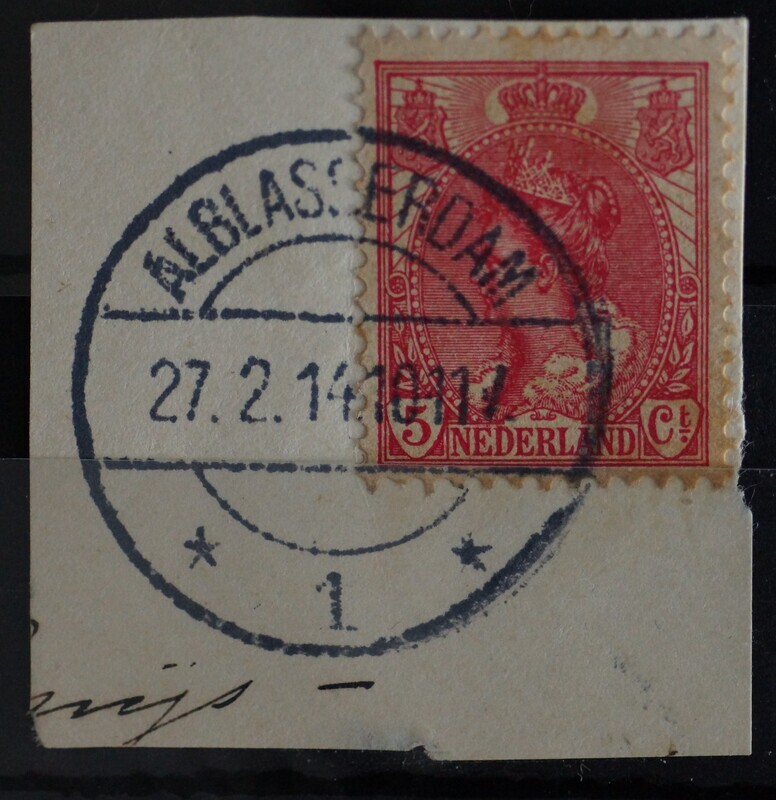 ALBLASSERDAM
27.2.14 10-11 V.
5 NEDERLAND Ct.
* 1 *